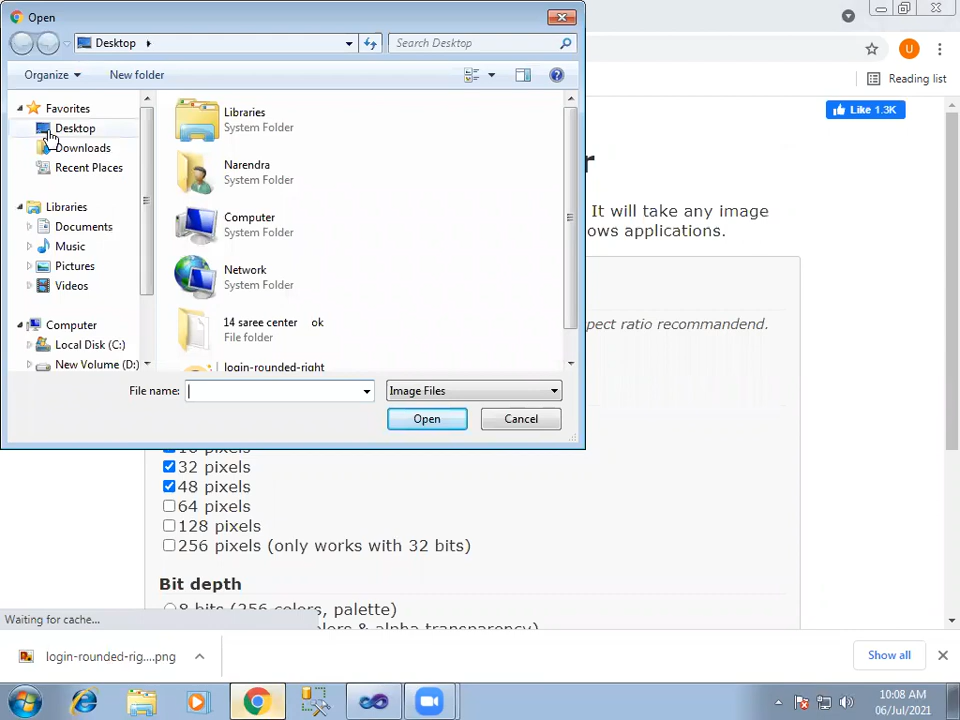 Open
Desktop
Search Desktop
Organize
New folder
Favorites
Desktop
Downloads
Recent Places
Libraries
Documents
Music
Pictures
Videos
Computer
Local Disk (C:)
New Volume (D:)
Libraries
System Folder
Narendra
System Folder
Computer
System Folder
Network
System Folder
14 saree center ok
File folder
login-rounded-right
File name:
Image Files
Open
Cancel
U
Reading list
Like 1.3K
r
It will take any image
ows applications.
pect ratio recommandend.
32 pixels
48 pixels
64 pixels
128 pixels
256 pixels (only works with 32 bits)
Bit depth
8 bits (256 colors, palette)
Waiting for cache...
login-rounded-rig....png
Show all
10:08 AM
06/Jul/2021